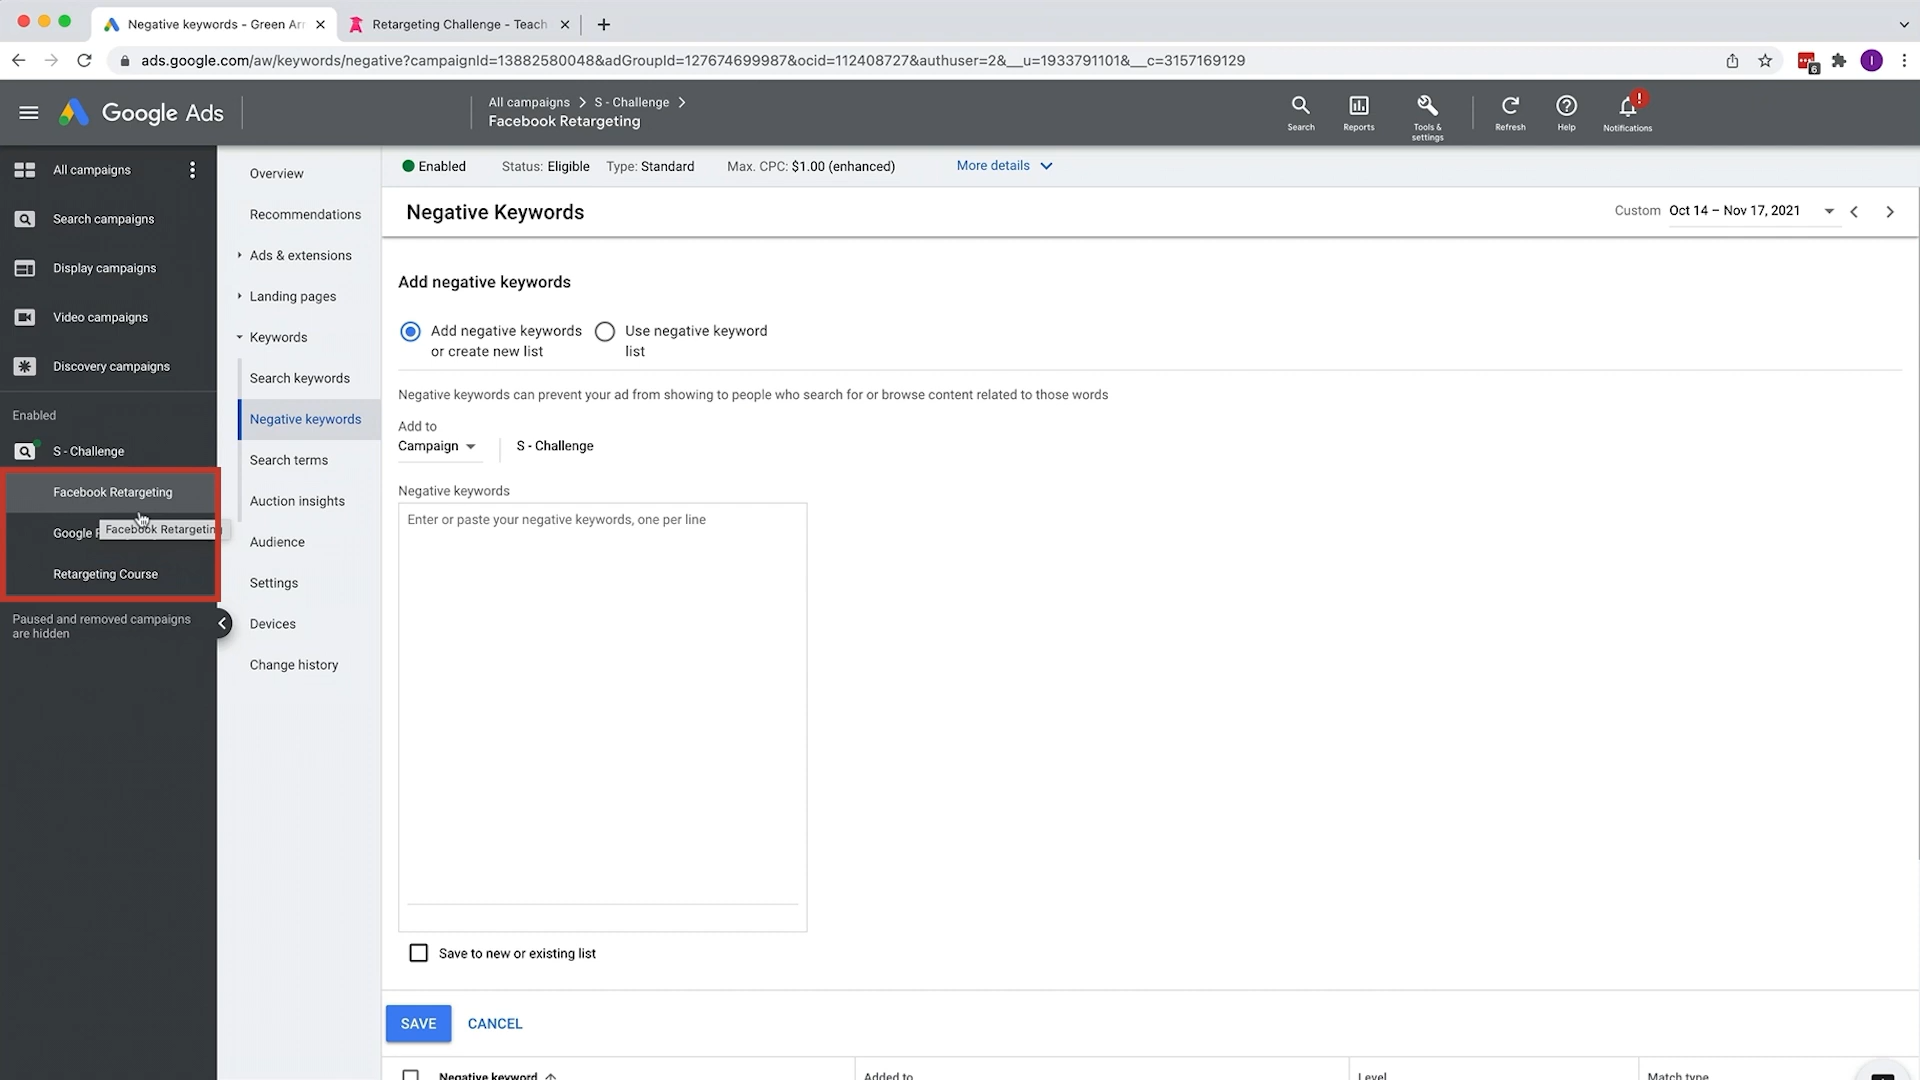 Negative keywords - Green Arr
Retargeting Challenge - Teach
ads.google.com/aw/keywords/negative?campaignId=13882580048&adGroupId=127674699987&ocid=112408727&authuser=2&__u=1933791101&__c=3157169129
6
I
Google Ads
All campaigns > S - Challenge >
Facebook Retargeting
Search
Reports
Tools &
settings
Refresh
Help
!
Notifications
All campaigns
Search campaigns
Display campaigns
Video campaigns
Discovery campaigns
Enabled
S - Challenge
Facebook Retargeting
Google
Facebook Retargeting
Retargeting Course
Paused and removed campaigns
are hidden
Overview
Recommendations
Ads & extensions
Landing pages
Keywords
Search keywords
Negative keywords
Search terms
Auction insights
Audience
Settings
Devices
Change history
Enabled Status: Eligible Type: Standard Max. CPC: $1.00 (enhanced) More details
Negative Keywords
Custom Oct 14 – Nov 17, 2021
Add negative keywords
Add negative keywords
or create new list
Use negative keyword
list
Negative keywords can prevent your ad from showing to people who search for or browse content related to those words
Add to
Campaign S - Challenge
Negative keywords
Enter or paste your negative keywords, one per line
Save to new or existing list
SAVE CANCEL
Negative keyword Added to Level Match type